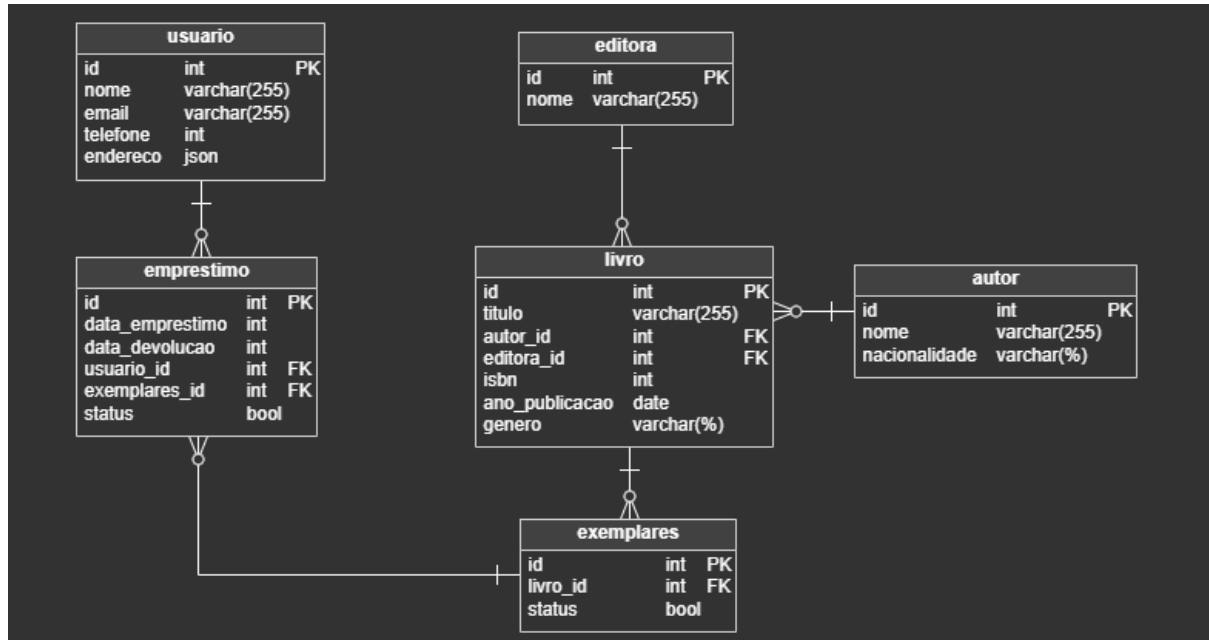 usuario
id int PK
nome varchar(255)
email varchar(255)
telefone int
endereco json
editora
id int PK
nome varchar(255)
emprestimo
id int PK
data_emprestimo int
data_devolucao int
usuario_id int FK
exemplares_id int FK
status bool
livro
id int PK
titulo varchar(255)
autor_id int FK
editora_id int FK
isbn int
ano_publicacao date
genero varchar(%)
autor
id int PK
nome varchar(255)
nacionalidade varchar(%)
exemplares
id int PK
livro_id int FK
status bool